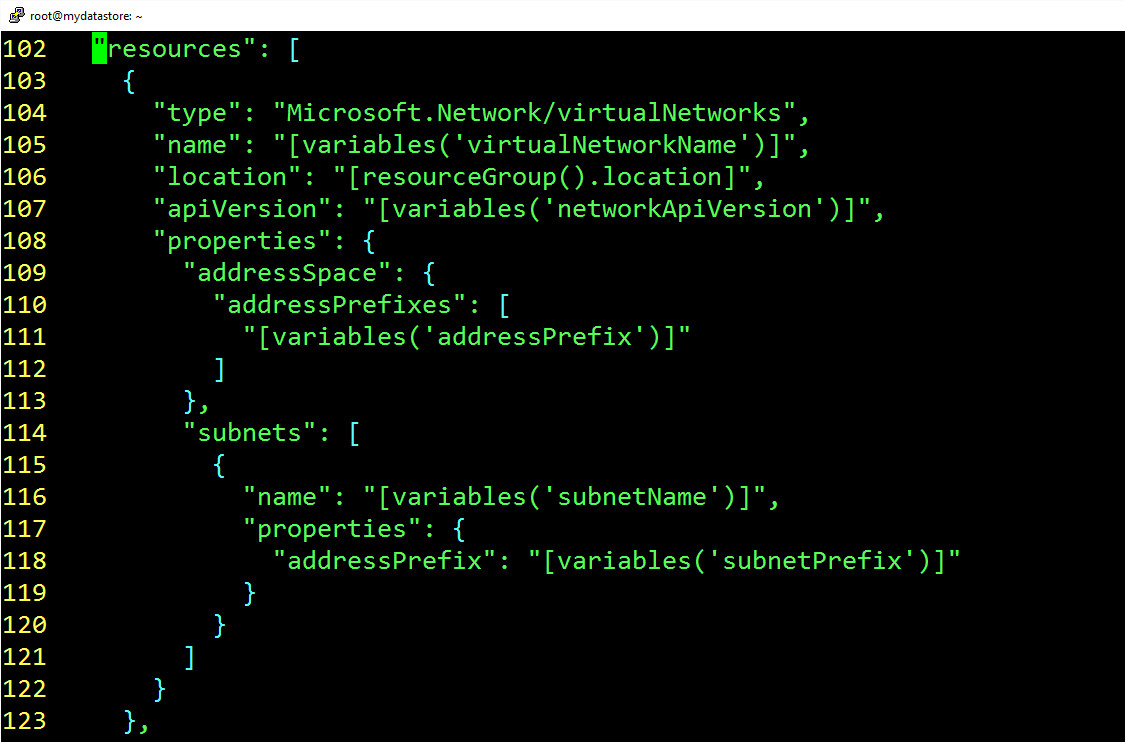 root@mydatastore: ~
102   "resources": [
103     {
104       "type": "Microsoft.Network/virtualNetworks",
105       "name": "[variables('virtualNetworkName')]",
106       "location": "[resourceGroup().location]",
107       "apiVersion": "[variables('networkApiVersion')]",
108       "properties": {
109         "addressSpace": {
110           "addressPrefixes": [
111             "[variables('addressPrefix')]"
112           ]
113         },
114         "subnets": [
115           {
116             "name": "[variables('subnetName')]",
117             "properties": {
118               "addressPrefix": "[variables('subnetPrefix')]"
119             }
120           }
121         ]
122       }
123     },